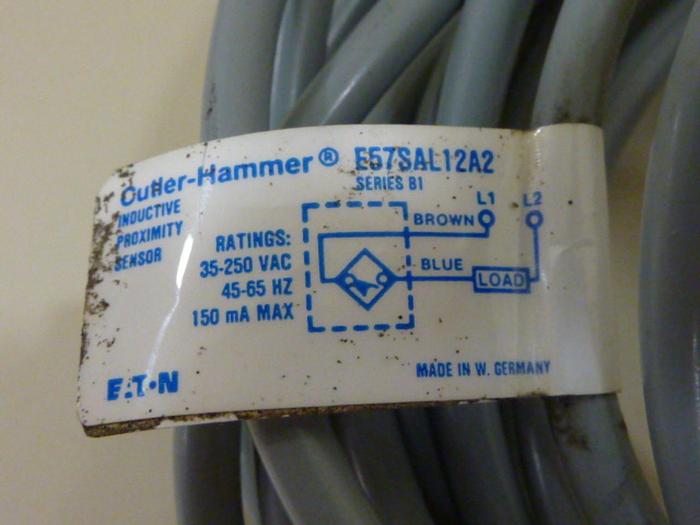 Cutler-Hammer® E57SAL12A2
SERIES B1
INDUCTIVE
PROXIMITY
SENSOR
RATINGS:
35-250 VAC
45-65 HZ
150 mA MAX
L1 L2
BROWN
BLUE
LOAD
MADE IN W. GERMANY
EATON